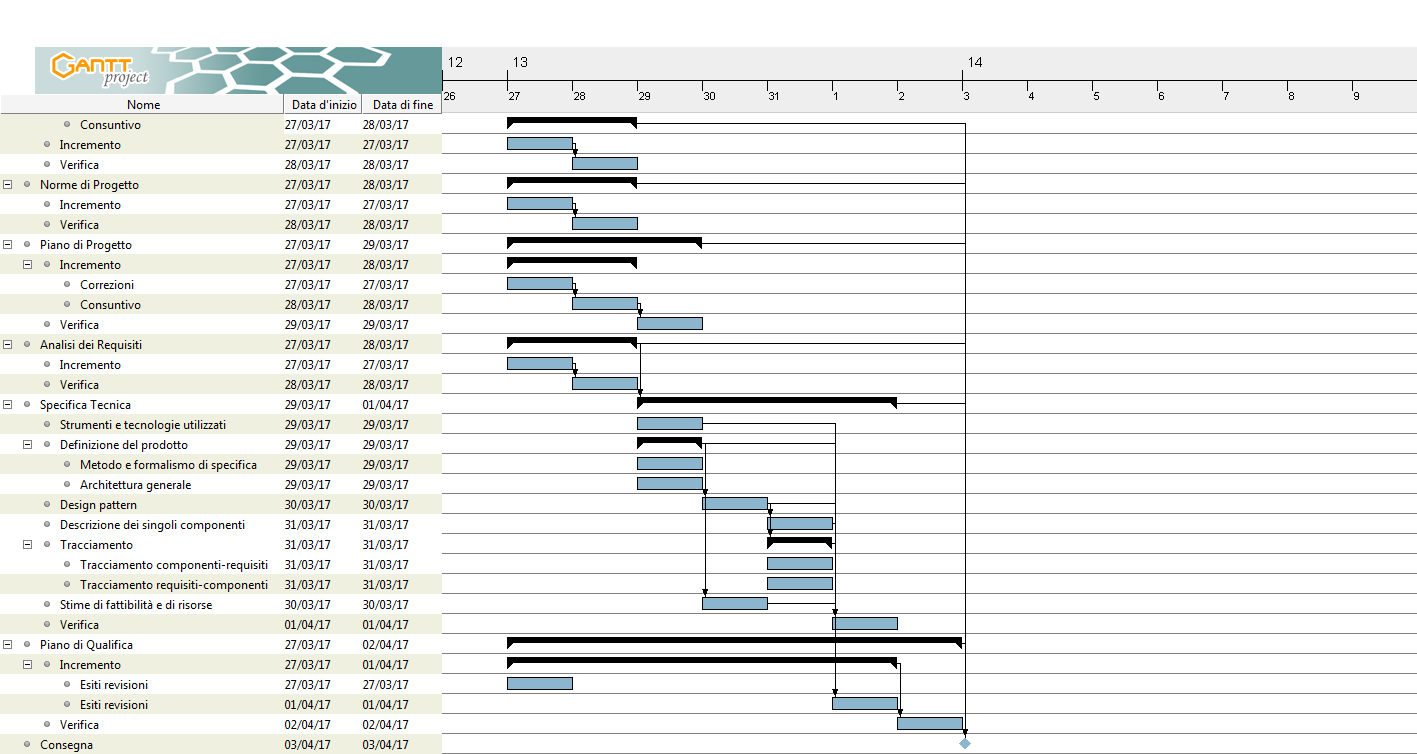 GANTT project
12 13 14
26 27 28 29 30 31 1 2 3 4 5 6 7 8 9
Nome Data d'inizio Data di fine
Consuntivo 27/03/17 28/03/17
Incremento 27/03/17 27/03/17
Verifica 28/03/17 28/03/17
Norme di Progetto 27/03/17 28/03/17
Incremento 27/03/17 27/03/17
Verifica 28/03/17 28/03/17
Piano di Progetto 27/03/17 29/03/17
Incremento 27/03/17 28/03/17
Correzioni 27/03/17 27/03/17
Consuntivo 28/03/17 28/03/17
Verifica 29/03/17 29/03/17
Analisi dei Requisiti 27/03/17 28/03/17
Incremento 27/03/17 27/03/17
Verifica 28/03/17 28/03/17
Specifica Tecnica 29/03/17 01/04/17
Strumenti e tecnologie utilizzati 29/03/17 29/03/17
Definizione del prodotto 29/03/17 29/03/17
Metodo e formalismo di specifica 29/03/17 29/03/17
Architettura generale 29/03/17 29/03/17
Design pattern 30/03/17 30/03/17
Descrizione dei singoli componenti 31/03/17 31/03/17
Tracciamento 31/03/17 31/03/17
Tracciamento componenti-requisiti 31/03/17 31/03/17
Tracciamento requisiti-componenti 31/03/17 31/03/17
Stime di fattibilità e di risorse 30/03/17 30/03/17
Verifica 01/04/17 01/04/17
Piano di Qualifica 27/03/17 02/04/17
Incremento 27/03/17 01/04/17
Esiti revisioni 27/03/17 27/03/17
Esiti revisioni 01/04/17 01/04/17
Verifica 02/04/17 02/04/17
Consegna 03/04/17 03/04/17